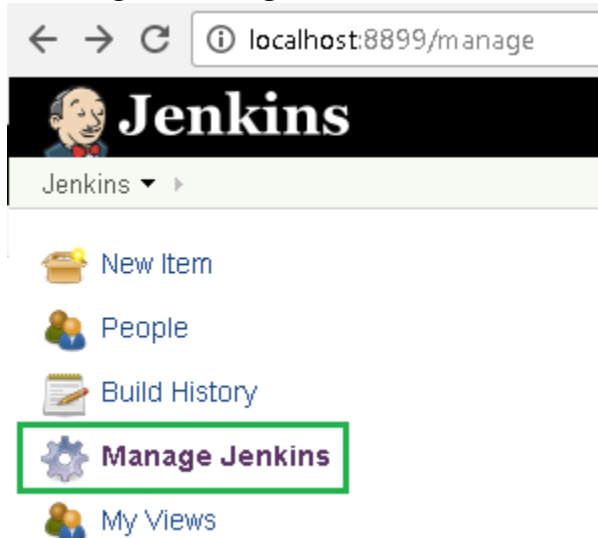 localhost:8899/manage
Jenkins
Jenkins
New Item
People
Build History
Manage Jenkins
My Views